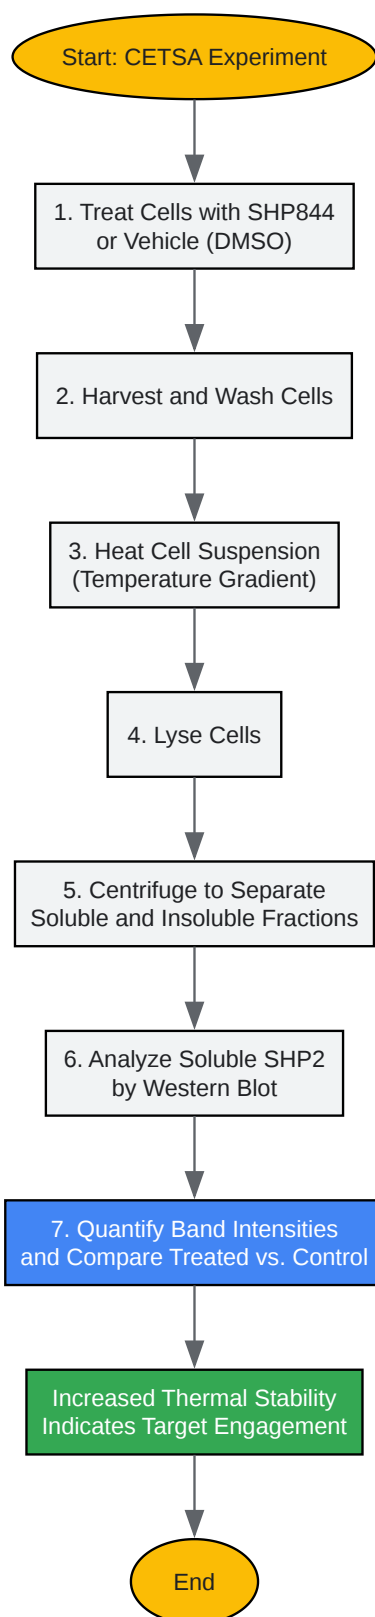 Start: CETSA Experiment
1. Treat Cells with SHP844
or Vehicle (DMSO)
2. Harvest and Wash Cells
3. Heat Cell Suspension
(Temperature Gradient)
4. Lyse Cells
5. Centrifuge to Separate
Soluble and Insoluble Fractions
6. Analyze Soluble SHP2
by Western Blot
7. Quantify Band Intensities
and Compare Treated vs. Control
Increased Thermal Stability
Indicates Target Engagement
End